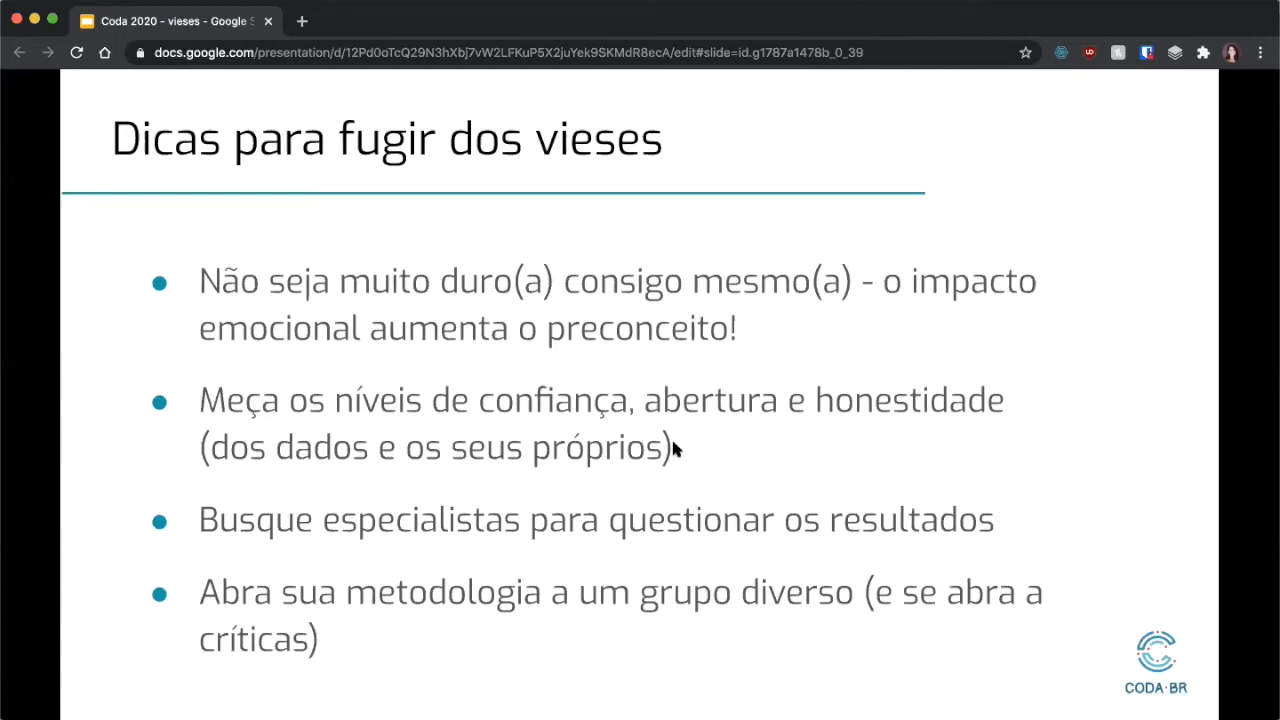 Coda 2020 - vieses - Google S
docs.google.com/presentation/d/12Pd0oTcQ29N3hXbj7vW2LFKuP5X2juYek9SKMdR8ecA/edit#slide=id.g1787a1478b_0_39
Dicas para fugir dos vieses
Não seja muito duro(a) consigo mesmo(a) - o impacto
emocional aumenta o preconceito!
Meça os níveis de confiança, abertura e honestidade
(dos dados e os seus próprios)
Busque especialistas para questionar os resultados
Abra sua metodologia a um grupo diverso (e se abra a
críticas)
CODA·BR